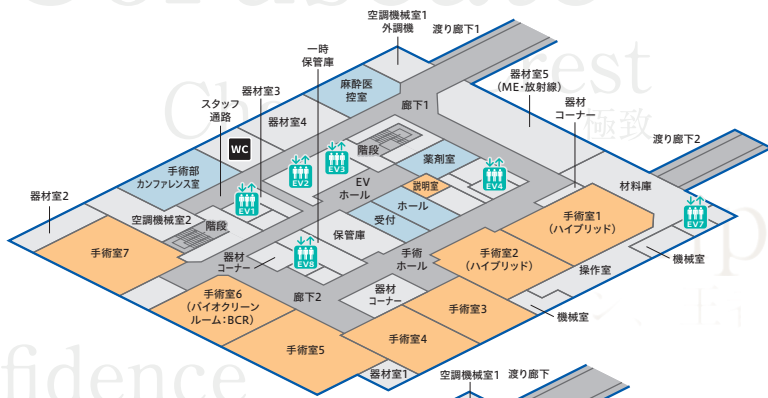 空調機械室1
外調機
渡り廊下1
一時
保管庫
麻酔医
控室
器材室5
(ME・放射線)
器材室3
スタッフ
通路
廊下1
器材
コーナー
器材室4
極致
渡り廊下2
WC
階段
手術部
カンファレンス室
薬剤室
EV3
EV2
EV4
説明室
材料庫
器材室2
EV
ホール
EV1
ホール
受付
手術室1
(ハイブリッド)
EV7
空調機械室2
階段
保管庫
手術室7
器材
コーナー
EV8
手術
ホール
手術室2
(ハイブリッド)
機械室
操作室
廊下2
器材
コーナー
手術室6
(バイオクリーン
ルーム:BCR)
手術室3
機械室
手術室4
手術室5
器材室1
fidence
空調機械室1
渡り廊下